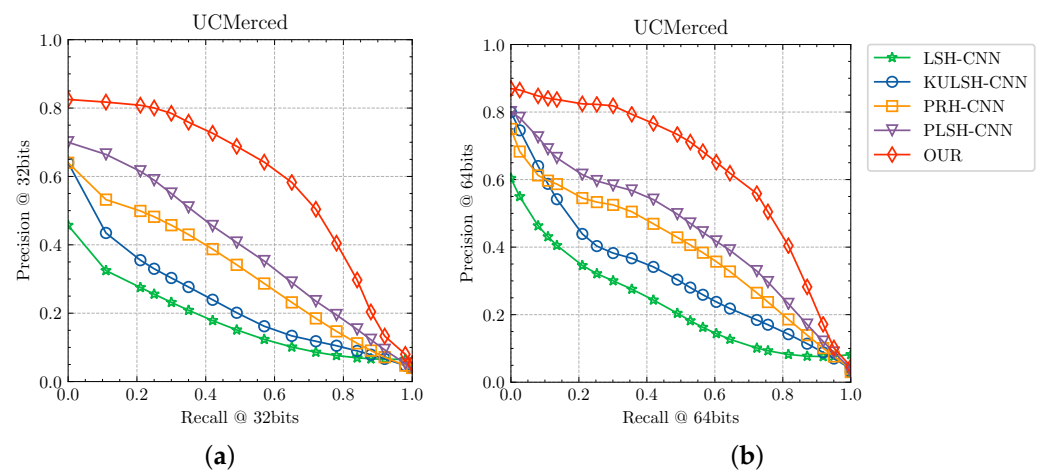 UCMerced
1.0
0.8
0.6
0.4
0.2
0.0
0.0 0.2 0.4 0.6 0.8 1.0
Precision @ 32bits
Recall @ 32bits
(a)
UCMerced
1.0
0.8
0.6
0.4
0.2
0.0
0.0 0.2 0.4 0.6 0.8 1.0
Precision @ 64bits
Recall @ 64bits
(b)
LSH-CNN
KULSH-CNN
PRH-CNN
PLSH-CNN
OUR